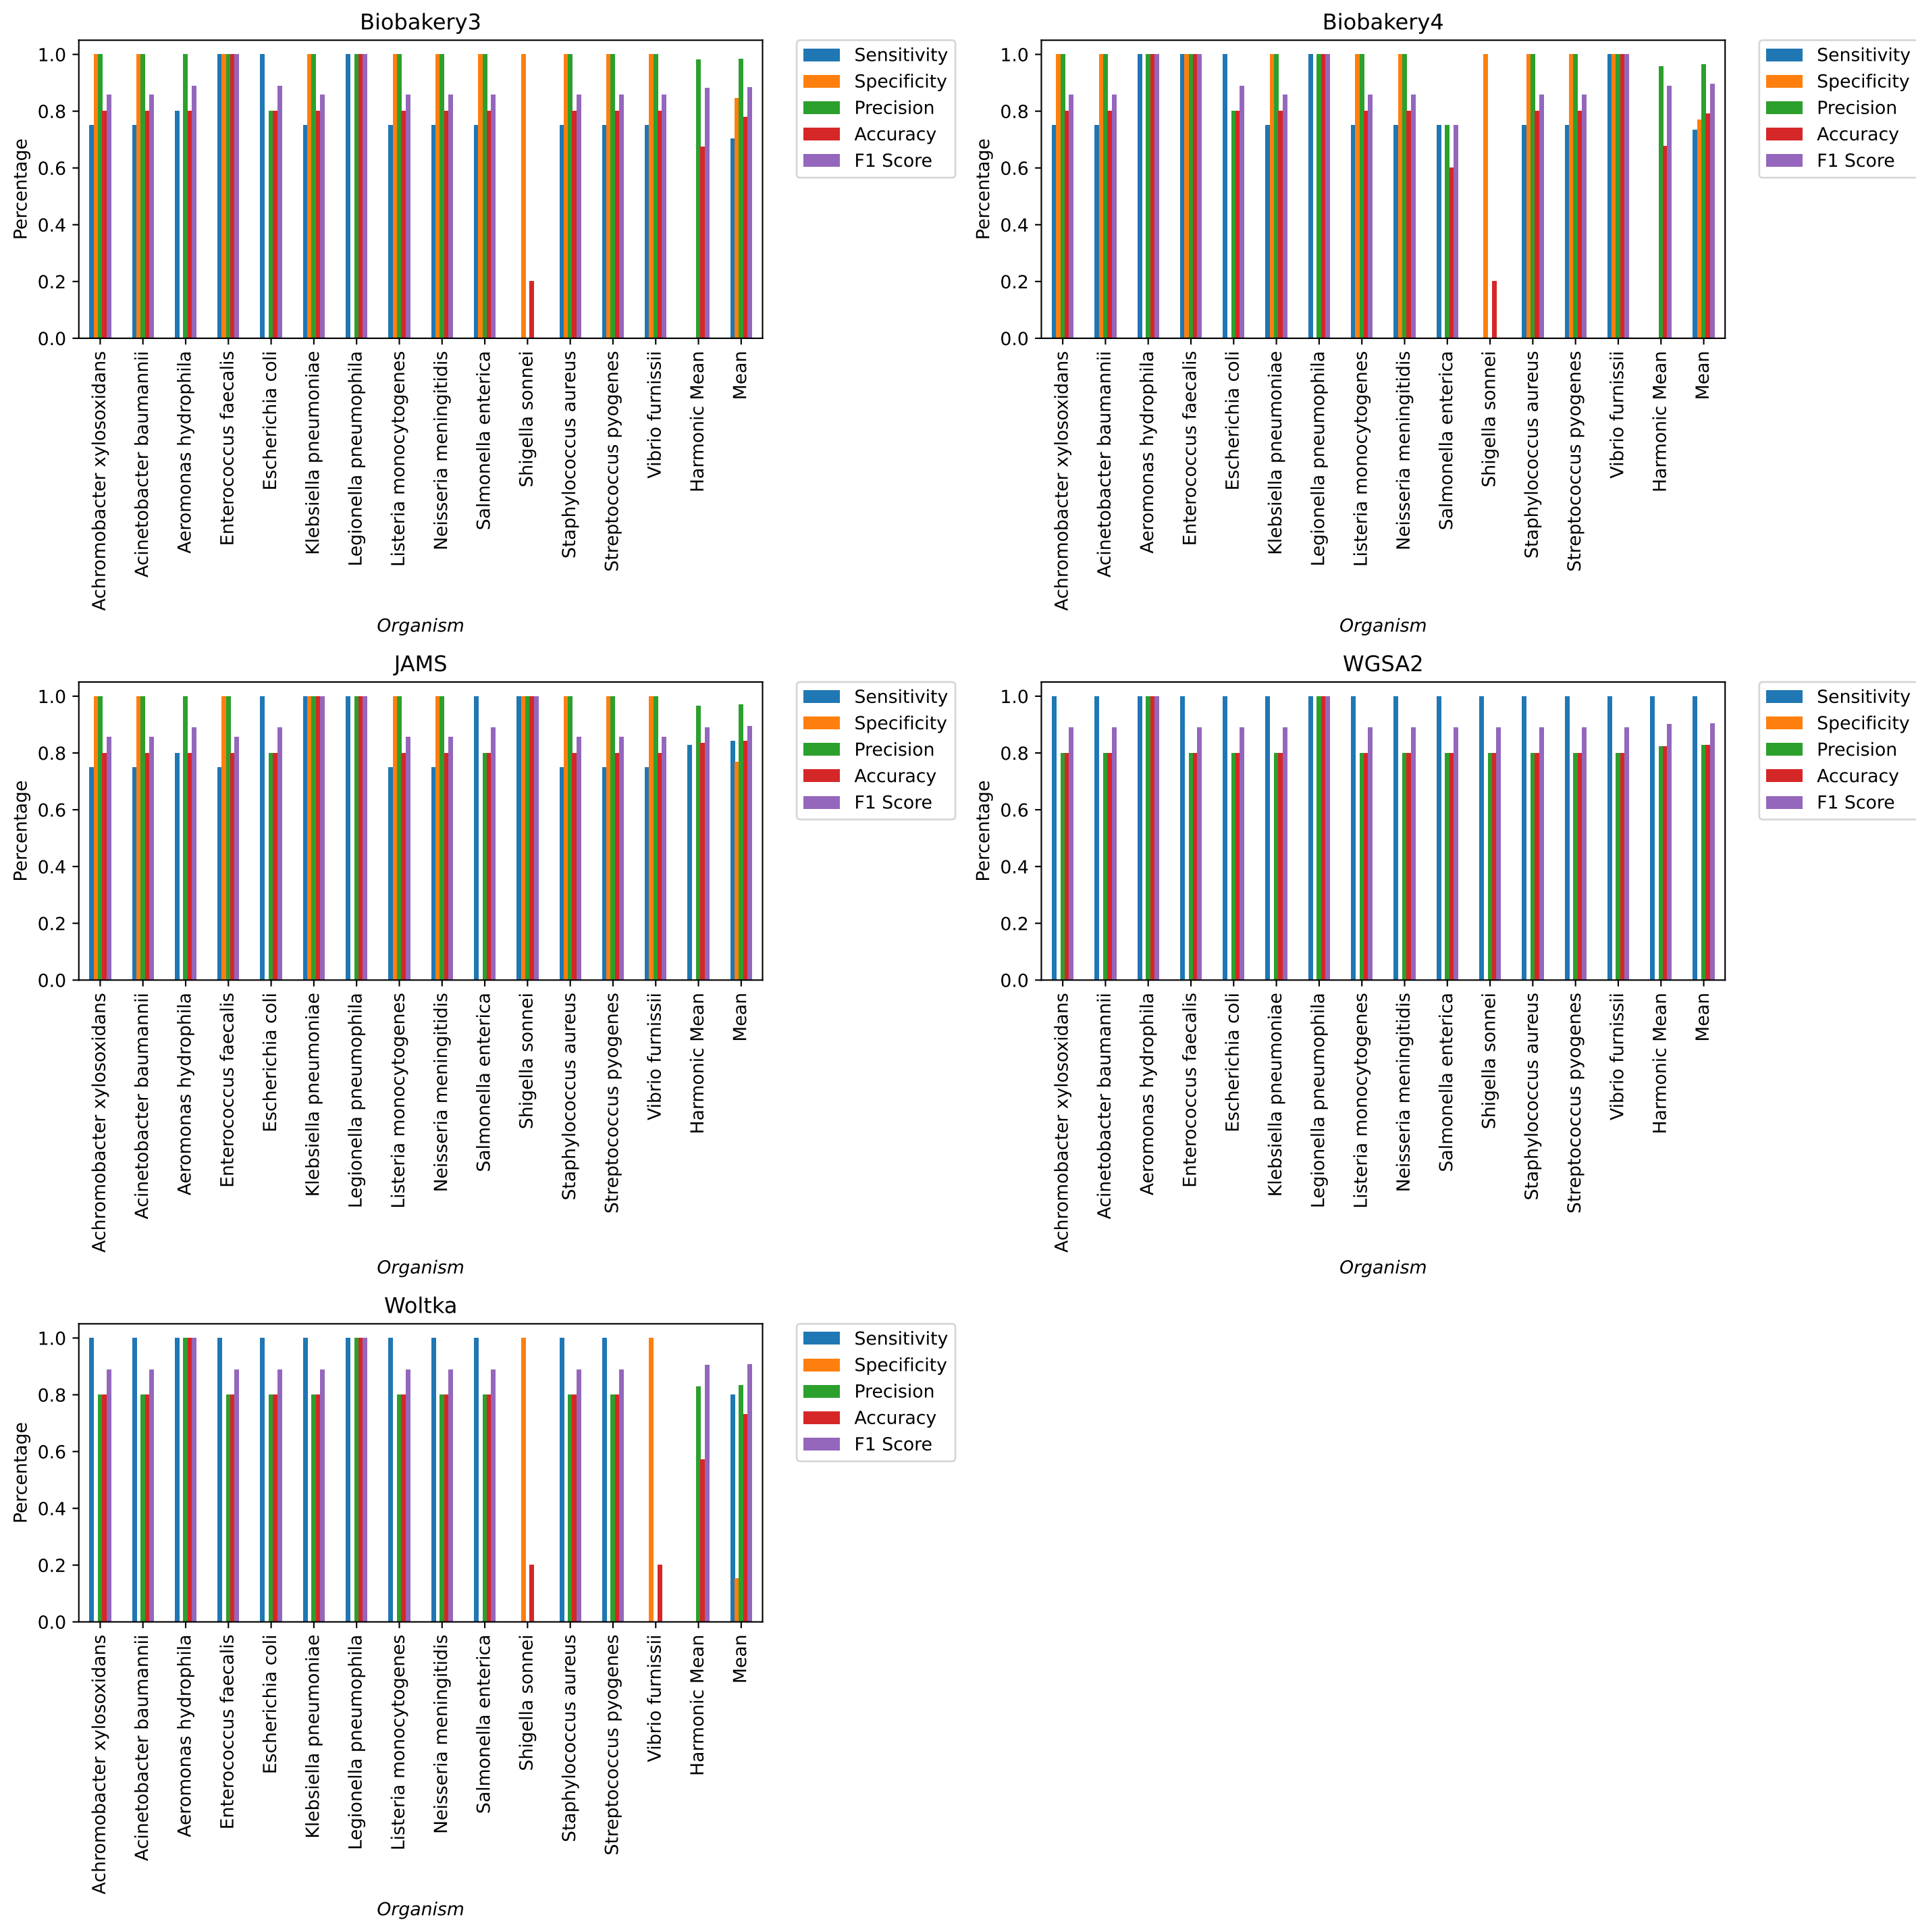 Biobakery3
Percentage
1.0
0.8
0.6
0.4
0.2
0.0
Sensitivity
Specificity
Precision
Accuracy
F1 Score
Achromobacter xylosoxidans
Acinetobacter baumannii
Aeromonas hydrophila
Enterococcus faecalis
Escherichia coli
Klebsiella pneumoniae
Legionella pneumophila
Listeria monocytogenes
Neisseria meningitidis
Salmonella enterica
Shigella sonnei
Staphylococcus aureus
Streptococcus pyogenes
Vibrio furnissii
Harmonic Mean
Mean
Organism
Biobakery4
Percentage
1.0
0.8
0.6
0.4
0.2
0.0
Sensitivity
Specificity
Precision
Accuracy
F1 Score
Achromobacter xylosoxidans
Acinetobacter baumannii
Aeromonas hydrophila
Enterococcus faecalis
Escherichia coli
Klebsiella pneumoniae
Legionella pneumophila
Listeria monocytogenes
Neisseria meningitidis
Salmonella enterica
Shigella sonnei
Staphylococcus aureus
Streptococcus pyogenes
Vibrio furnissii
Harmonic Mean
Mean
Organism
JAMS
Percentage
1.0
0.8
0.6
0.4
0.2
0.0
Sensitivity
Specificity
Precision
Accuracy
F1 Score
Achromobacter xylosoxidans
Acinetobacter baumannii
Aeromonas hydrophila
Enterococcus faecalis
Escherichia coli
Klebsiella pneumoniae
Legionella pneumophila
Listeria monocytogenes
Neisseria meningitidis
Salmonella enterica
Shigella sonnei
Staphylococcus aureus
Streptococcus pyogenes
Vibrio furnissii
Harmonic Mean
Mean
Organism
WGSA2
Percentage
1.0
0.8
0.6
0.4
0.2
0.0
Sensitivity
Specificity
Precision
Accuracy
F1 Score
Achromobacter xylosoxidans
Acinetobacter baumannii
Aeromonas hydrophila
Enterococcus faecalis
Escherichia coli
Klebsiella pneumoniae
Legionella pneumophila
Listeria monocytogenes
Neisseria meningitidis
Salmonella enterica
Shigella sonnei
Staphylococcus aureus
Streptococcus pyogenes
Vibrio furnissii
Harmonic Mean
Mean
Organism
Woltka
Percentage
1.0
0.8
0.6
0.4
0.2
0.0
Sensitivity
Specificity
Precision
Accuracy
F1 Score
Achromobacter xylosoxidans
Acinetobacter baumannii
Aeromonas hydrophila
Enterococcus faecalis
Escherichia coli
Klebsiella pneumoniae
Legionella pneumophila
Listeria monocytogenes
Neisseria meningitidis
Salmonella enterica
Shigella sonnei
Staphylococcus aureus
Streptococcus pyogenes
Vibrio furnissii
Harmonic Mean
Mean
Organism